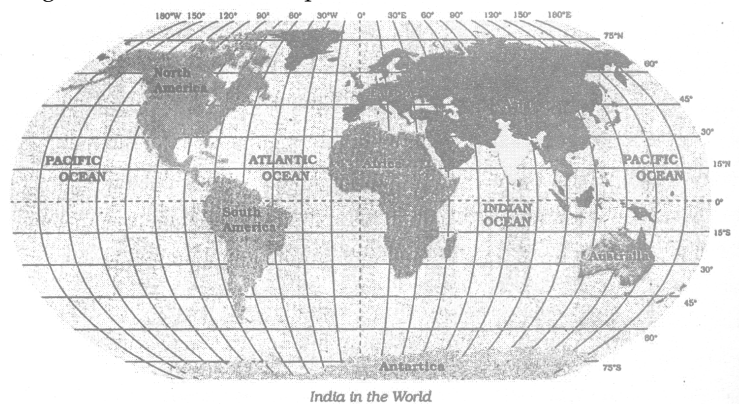 180°W 150° 120° 90° 60° 30°W 0° 30°E 60° 90° 120° 150° 180°E
75°N
60°
North
America
45°
30°
PACIFIC
OCEAN
ATLANTIC
OCEAN
Africa
PACIFIC
OCEAN
15°N
0°
South
America
INDIAN
OCEAN
15°S
Australia
30°
45°
60°
Antartica
75°S
India in the World